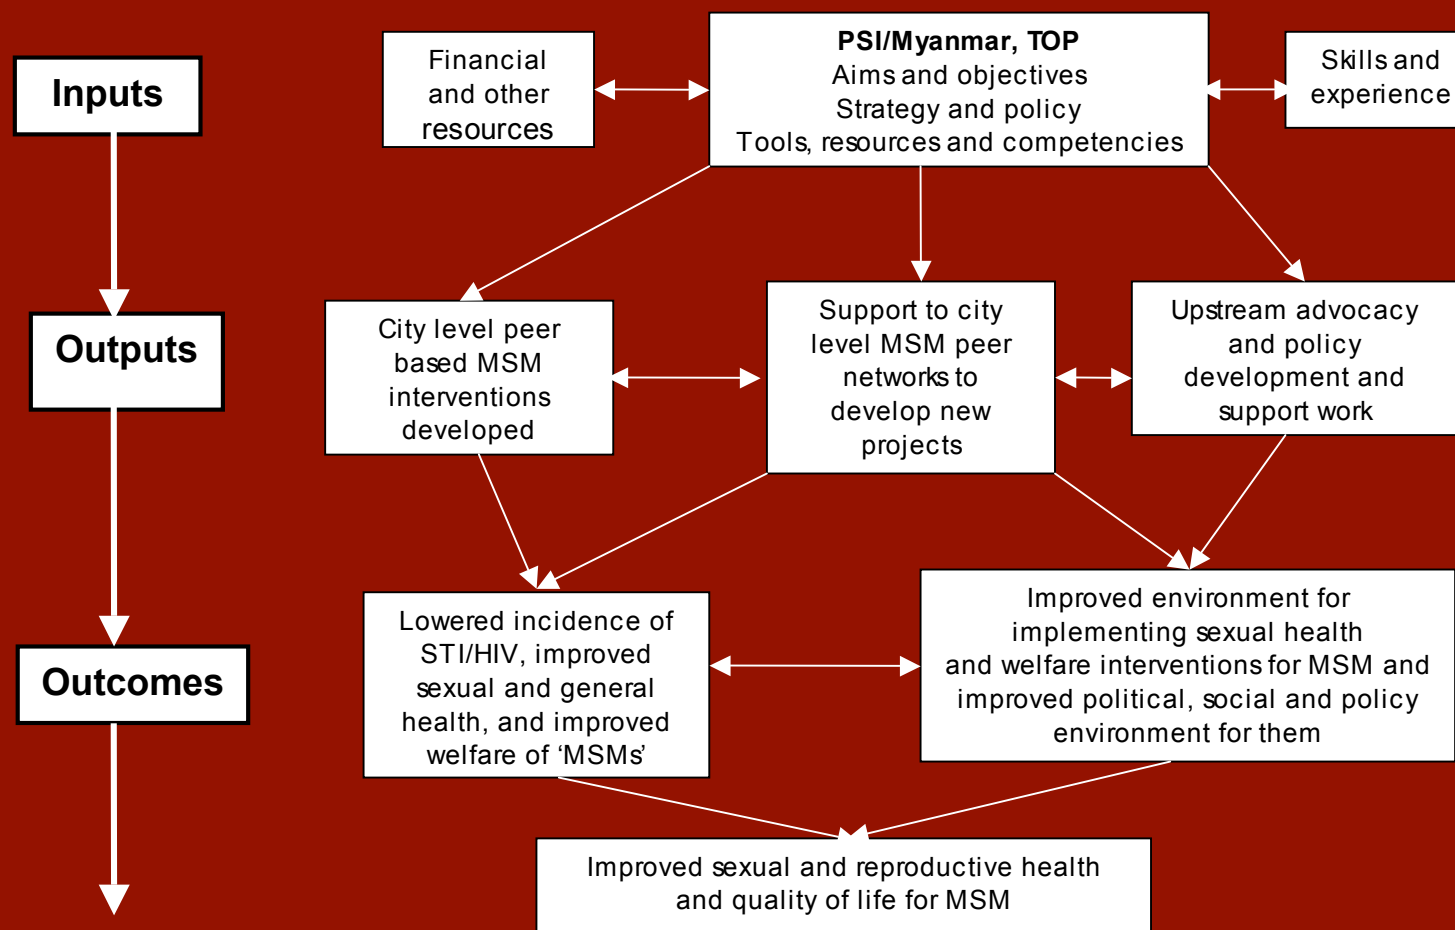 Inputs
Financial
and other
resources
PSI/Myanmar, TOP
Aims and objectives
Strategy and policy
Tools, resources and competencies
Skills and
experience
Outputs
City level peer
based MSM
interventions
developed
Support to city
level MSM peer
networks to
develop new
projects
Upstream advocacy
and policy
development and
support work
Outcomes
Lowered incidence of
STI/HIV, improved
sexual and general
health, and improved
welfare of ‘MSMs’
Improved environment for
implementing sexual health
and welfare interventions for MSM and
improved political, social and policy
environment for them
Improved sexual and reproductive health
and quality of life for MSM